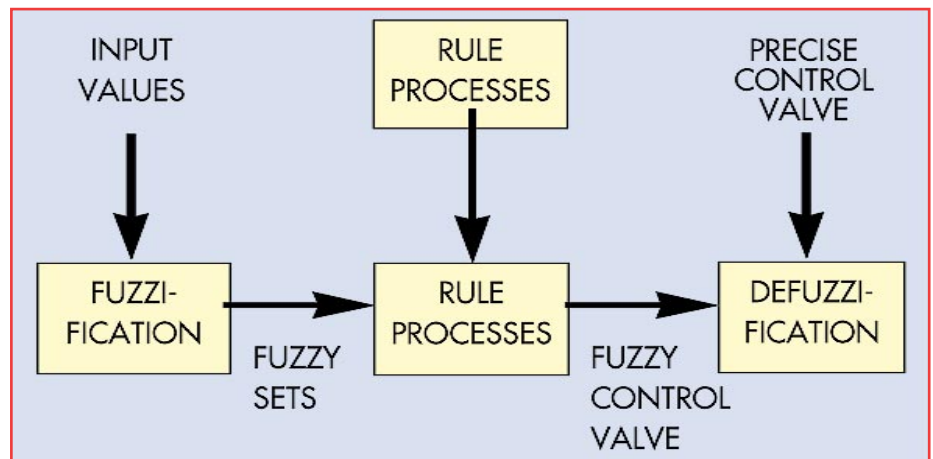 INPUT
VALUES
RULE
PROCESSES
PRECISE
CONTROL
VALVE
FUZZI-
FICATION
FUZZY
SETS
RULE
PROCESSES
FUZZY
CONTROL
VALVE
DEFUZZI-
FICATION